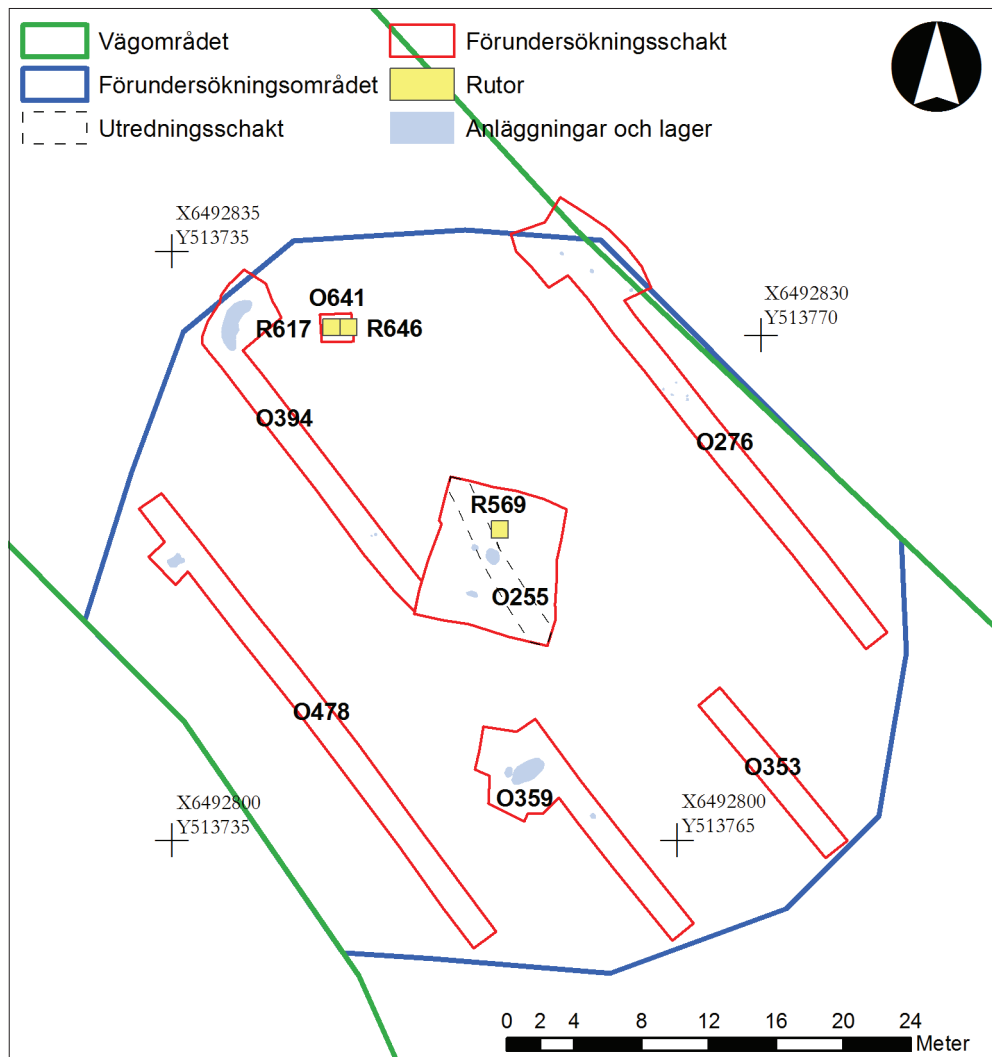 Vägområdet
Förundersökningsområdet
Utredningsschakt
Förundersökningsschakt
Rutor
Anläggningar och lager
X6492835
Y513735
X6492830
Y513770
O641
R617
R646
O394
O276
R569
O255
O478
O353
O359
X6492800
Y513735
X6492800
Y513765
0 2 4 8 12 16 20 24
Meter